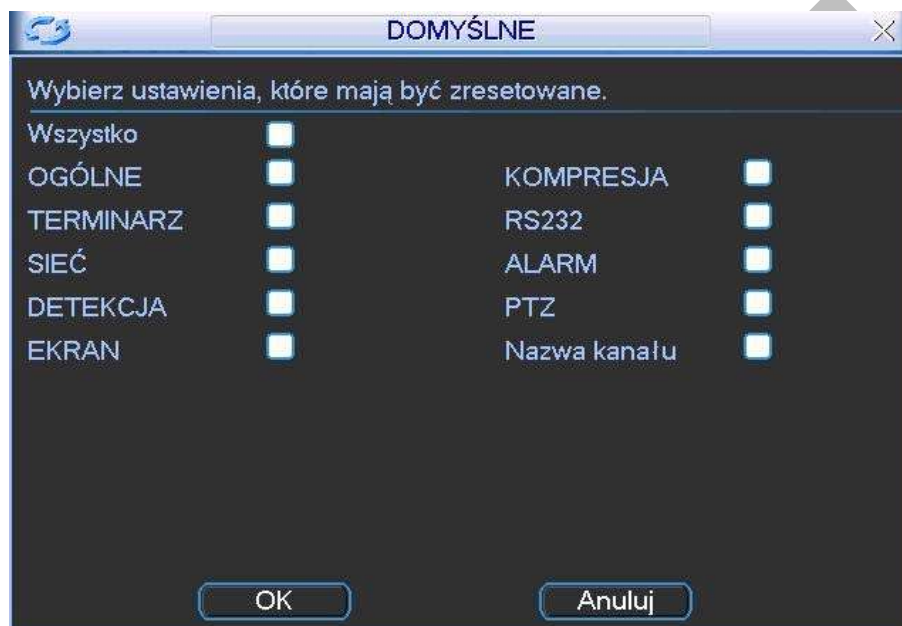 DOMYŚLNE
Wybierz ustawienia, które mają być zresetowane.
Wszystko
OGÓLNE KOMPRESJA
TERMINARZ RS232
SIEĆ ALARM
DETEKCJA PTZ
EKRAN Nazwa kanału
OK Anuluj